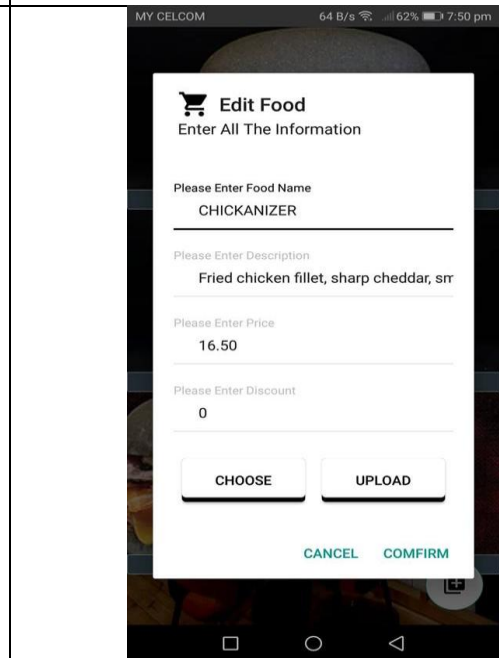 MY CELCOM 64 B/s 62% 7:50 pm
Edit Food
Enter All The Information
Please Enter Food Name
CHICKANIZER
Please Enter Description
Fried chicken fillet, sharp cheddar, sm
Please Enter Price
16.50
Please Enter Discount
0
CHOOSE UPLOAD
CANCEL COMFIRM